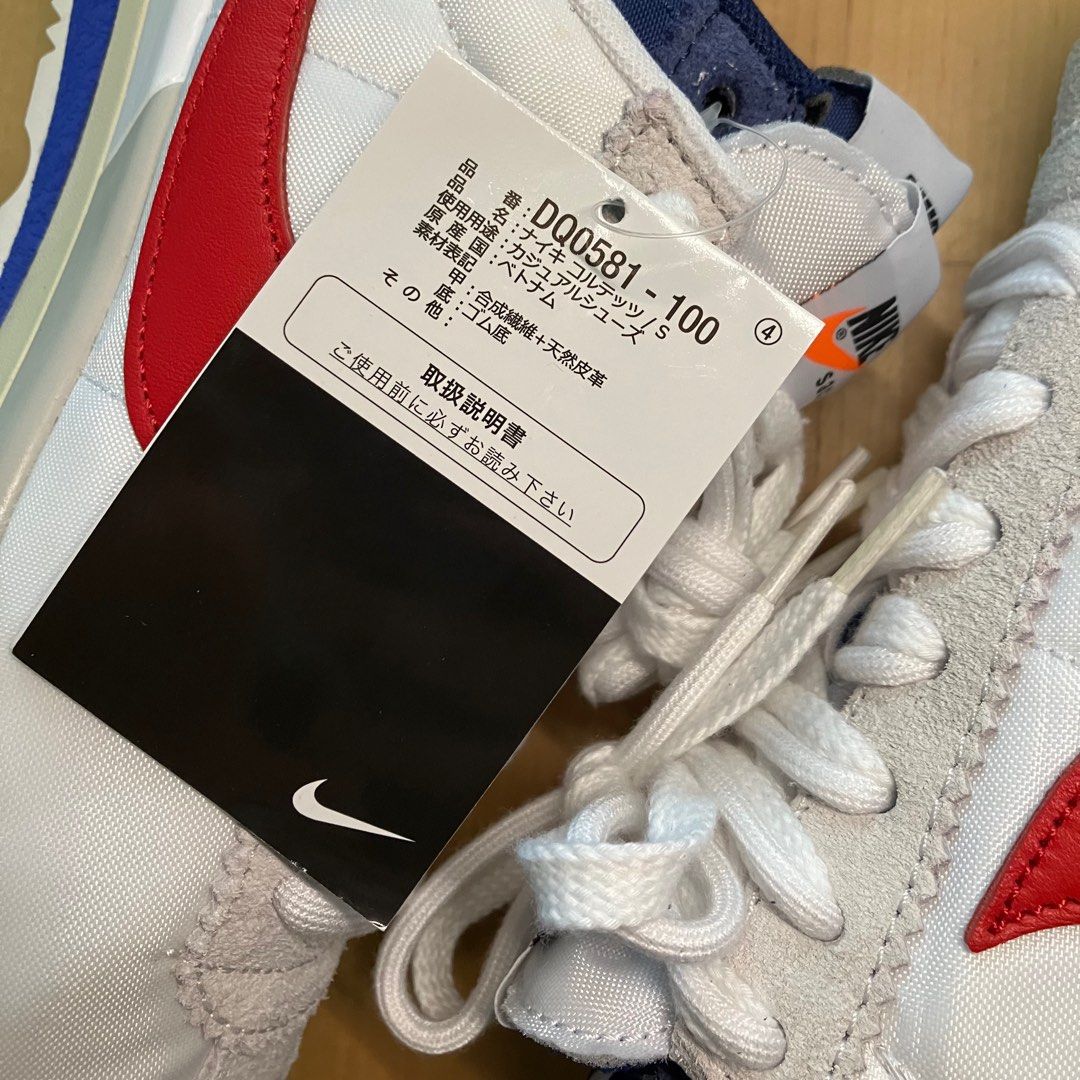 品 番：DQ0581 - 100 ④
品 名：ナイキ コルテッツ / S
使用用途：カジュアルシューズ
原 産 国：ベトナム
素材表記
甲：合成繊維+天然皮革
底：ゴム底
そ の 他：
取扱説明書
ご使用前に必ずお読み下さい
NIKE